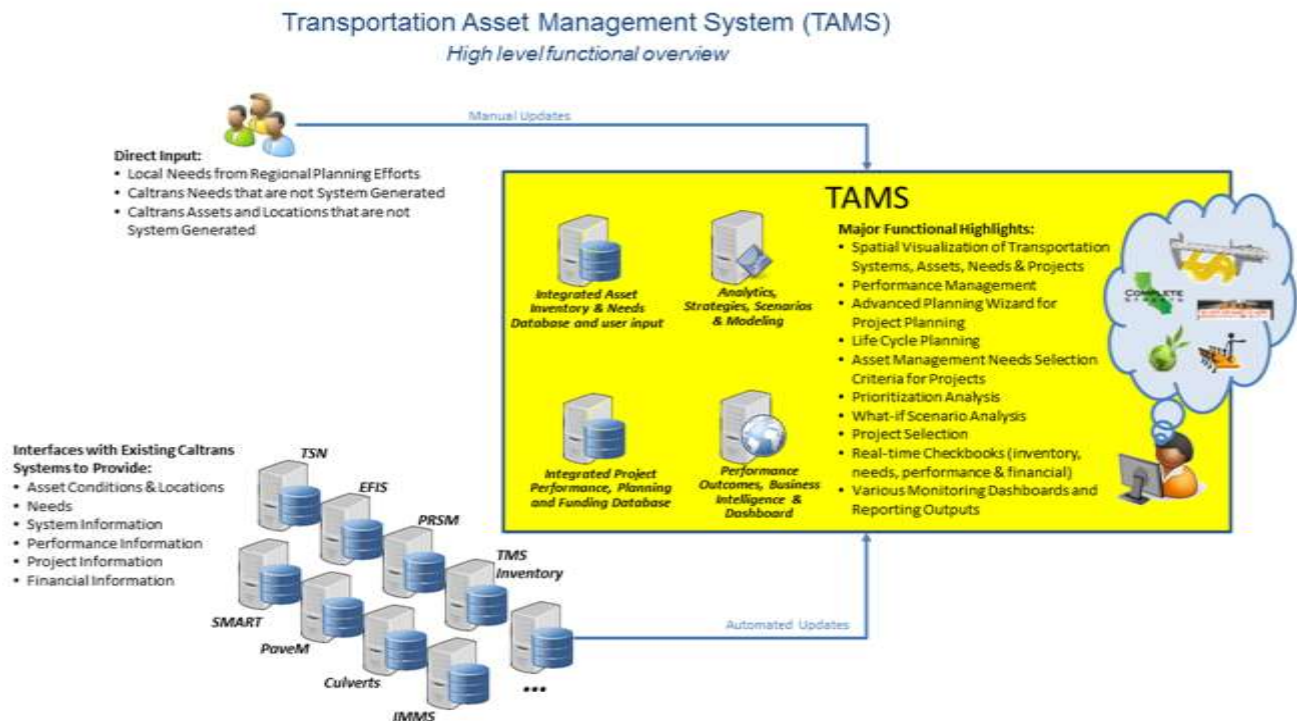 Transportation Asset Management System (TAMS)
High level functional overview
Manual Updates
Direct Input:
• Local Needs from Regional Planning Efforts
• Caltrans Needs that are not System Generated
• Caltrans Assets and Locations that are not
System Generated
TAMS
Integrated Asset
Inventory & Needs
Database and user input
Analytics,
Strategies, Scenarios
& Modeling
Integrated Project
Performance, Planning
and Funding Database
Performance
Outcomes, Business
Intelligence &
Dashboard
Major Functional Highlights:
• Spatial Visualization of Transportation
Systems, Assets, Needs & Projects
• Performance Management
• Advanced Planning Wizard for
Project Planning
• Life Cycle Planning
• Asset Management Needs Selection
Criteria for Projects
• Prioritization Analysis
• What-if Scenario Analysis
• Project Selection
• Real-time Checkbooks (inventory,
needs, performance & financial)
• Various Monitoring Dashboards and
Reporting Outputs
COMPLETE
STREETS
Interfaces with Existing Caltrans
Systems to Provide:
• Asset Conditions & Locations
• Needs
• System Information
• Performance Information
• Project Information
• Financial Information
TSN
EFIS
PRSM
TMS
Inventory
SMART
PaveM
Culverts
IMMS
...
Automated Updates